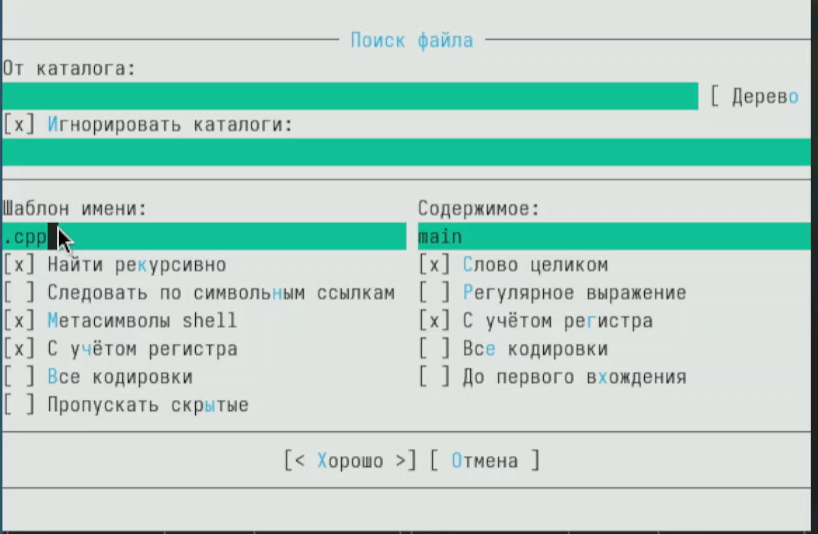 Поиск файла
От каталога:
[ Дерево
[x] Игнорировать каталоги:
Шаблон имени: Содержимое:
.cpp main
[x] Найти рекурсивно [x] Слово целиком
[ ] Следовать по символьным ссылкам [ ] Регулярное выражение
[x] Метасимволы shell [x] С учётом регистра
[x] С учётом регистра [ ] Все кодировки
[ ] Все кодировки [ ] До первого вхождения
[ ] Пропускать скрытые
[< Хорошо >] [ Отмена ]